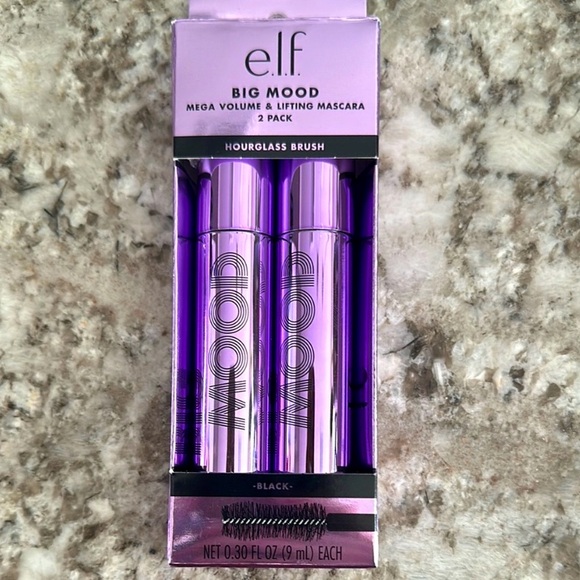 e.l.f.
BIG MOOD
MEGA VOLUME & LIFTING MASCARA
2 PACK
HOURGLASS BRUSH
MOOD
MOOD
-BLACK-
NET 0.30 FL OZ (9 mL) EACH